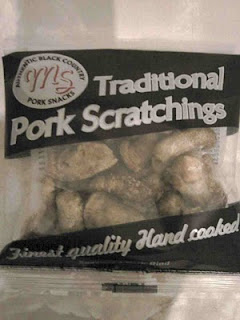 AUTHENTIC BLACK COUNTRY
MS
PORK SNACKS
Traditional
Pork Scratchings
Finest quality Hand cooked